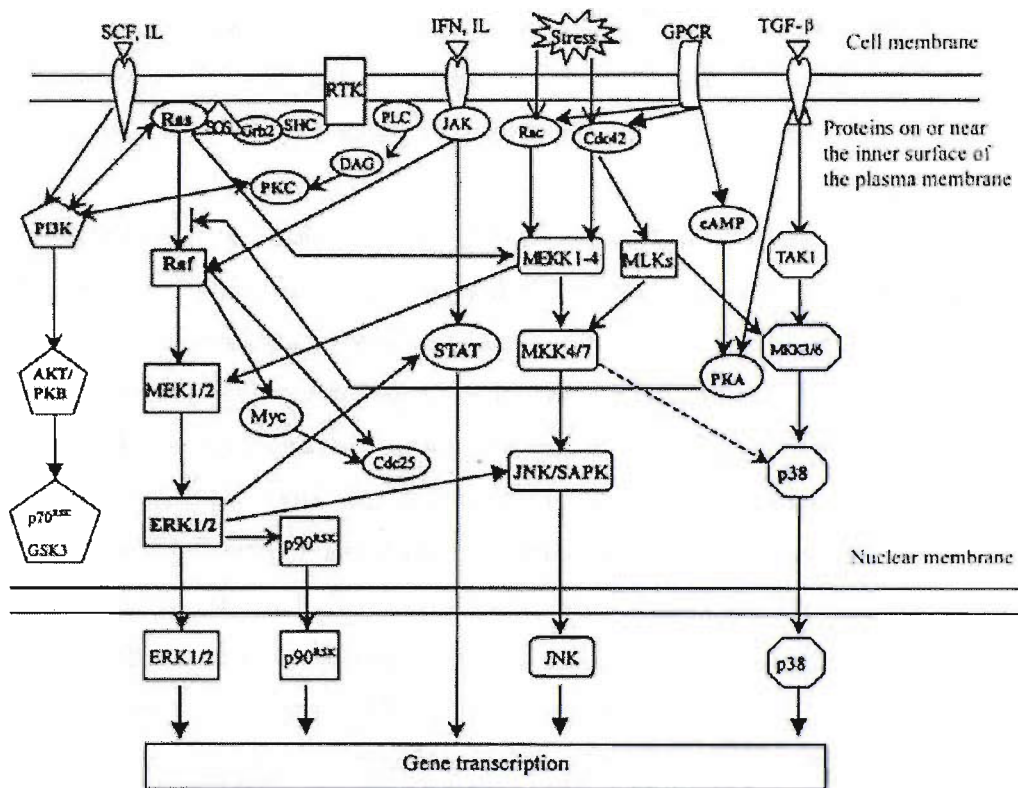 SCF, IL
IFN, IL
Stress
GPCR
TGF-β
Cell membrane
RTK
Ras
SOS
Grb2
SHC
PLC
JAK
Rac
Cdc42
Proteins on or near
the inner surface of
the plasma membrane
DAG
PKC
PI3K
cAMP
Raf
MEKK1-4
MLKs
TAK1
STAT
MKK4/7
MKK3/6
AKT/
PKB
MEK1/2
PKA
Myc
Cdc25
JNK/SAPK
p38
p70RSK
GSK3
ERK1/2
p90RSK
Nuclear membrane
ERK1/2
p90RSK
JNK
p38
Gene transcription